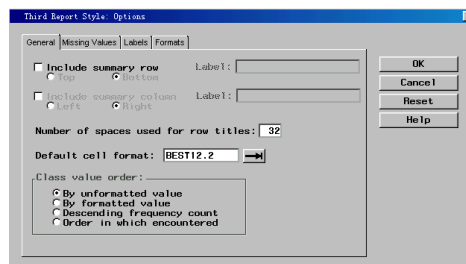 Third Report Style: Options
General Missing Values Labels Formats
Include summary row Label:
Top Bottom
Include summary column Label:
Left Right
Number of spaces used for row titles: 32
Default cell format: BEST12.2
Class value order:
By unformatted value
By formatted value
Descending frequency count
Order in which encountered
OK
Cancel
Reset
Help